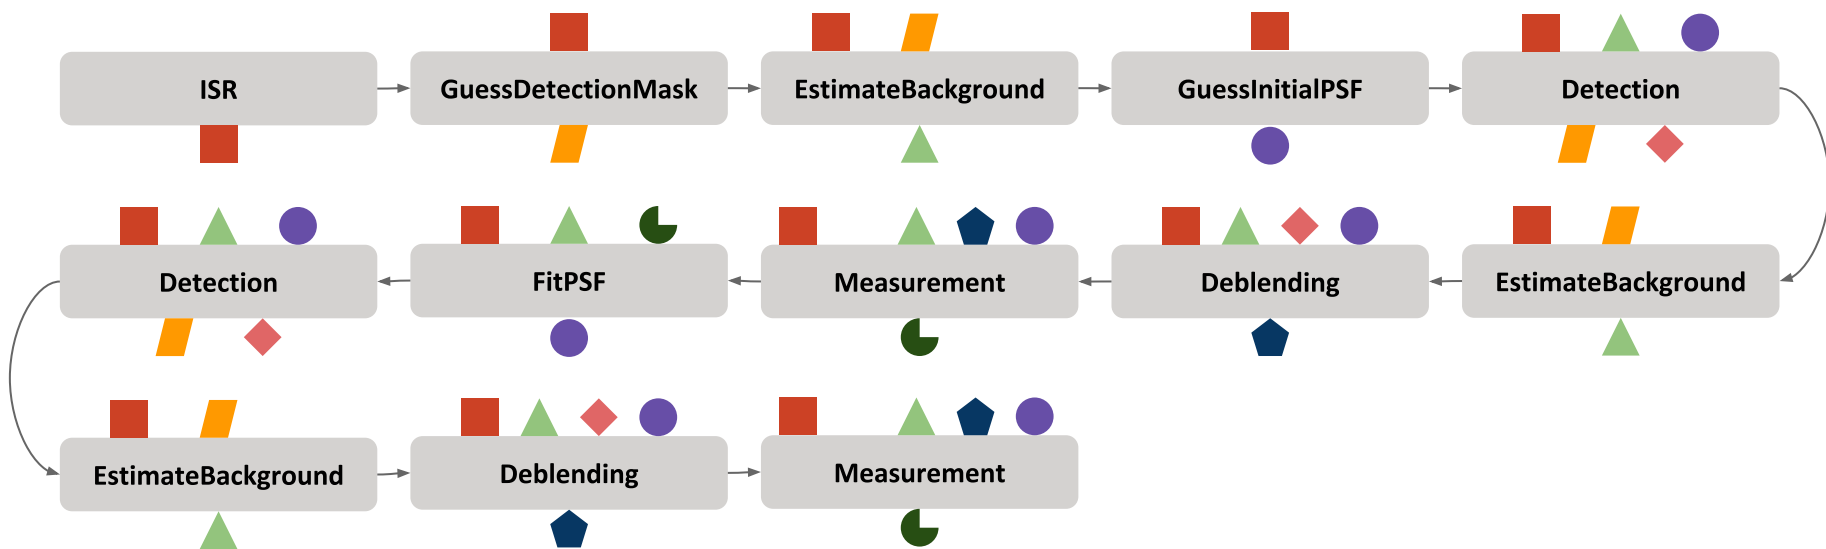 ISR
GuessDetectionMask
EstimateBackground
GuessInitialPSF
Detection
Detection
FitPSF
Measurement
Deblending
EstimateBackground
EstimateBackground
Deblending
Measurement